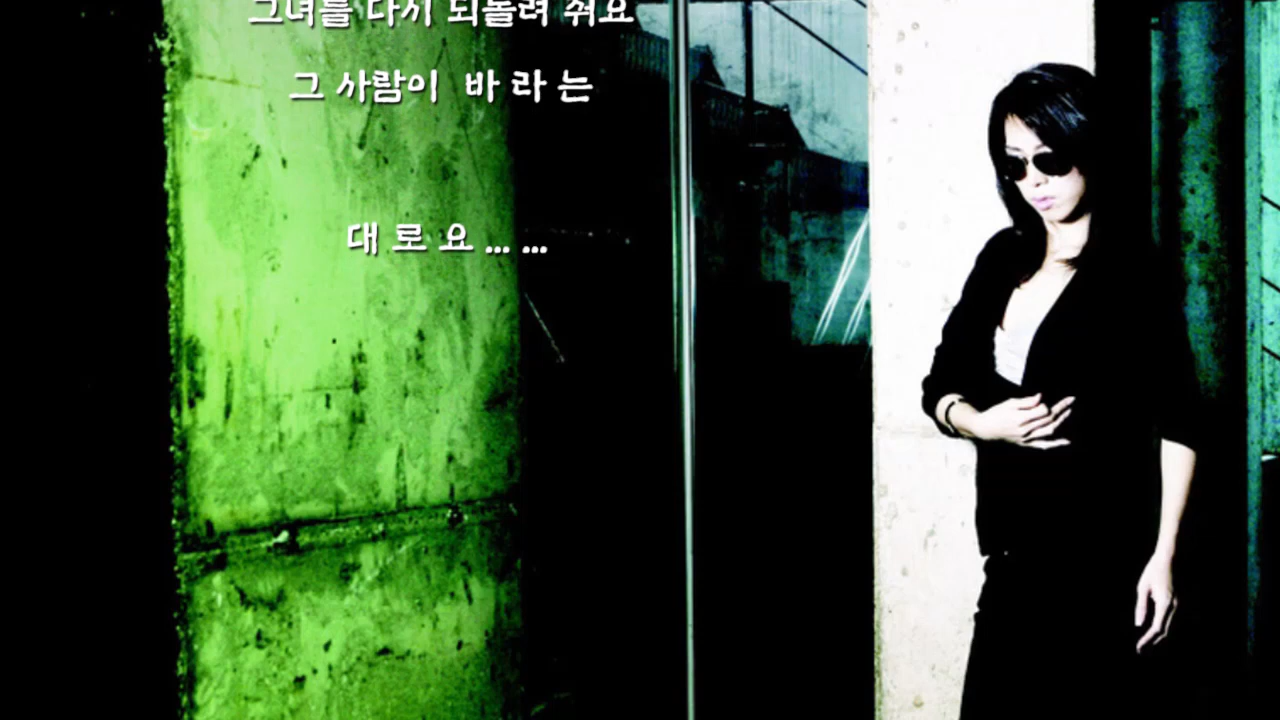 그녀를 다시 되돌려 줘요
그 사람이 바 라 는
대 로 요 ... ...